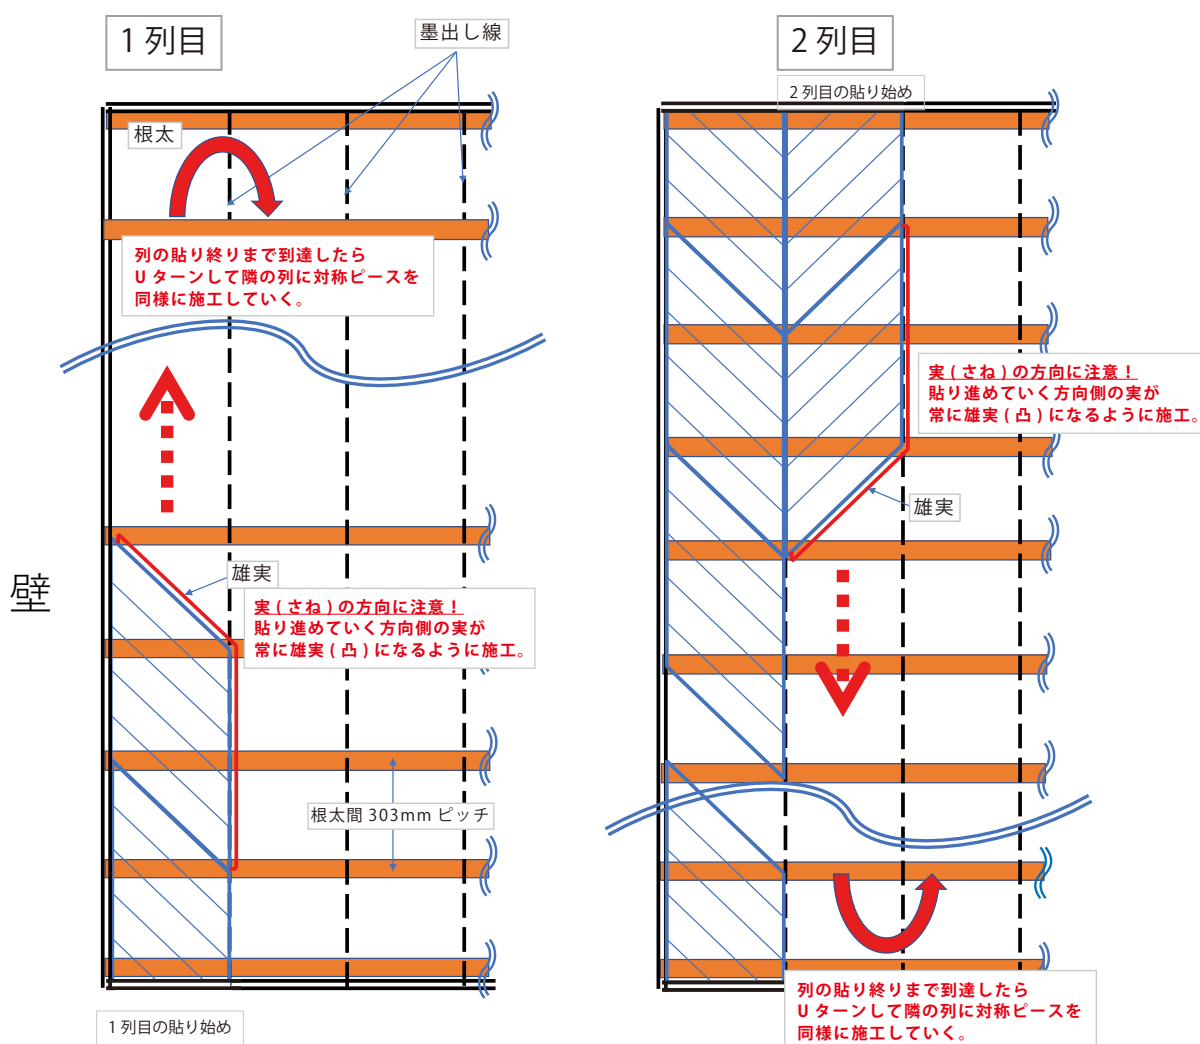 1列目
墨出し線
根太
列の貼り終りまで到達したら
Uターンして隣の列に対称ピースを
同様に施工していく。
雄実
実(さね)の方向に注意!
貼り進めていく方向側の実が
常に雄実(凸)になるように施工。
壁
根太間303mmピッチ
1列目の貼り始め
2列目
2列目の貼り始め
実(さね)の方向に注意!
貼り進めていく方向側の実が
常に雄実(凸)になるように施工。
雄実
列の貼り終りまで到達したら
Uターンして隣の列に対称ピースを
同様に施工していく。